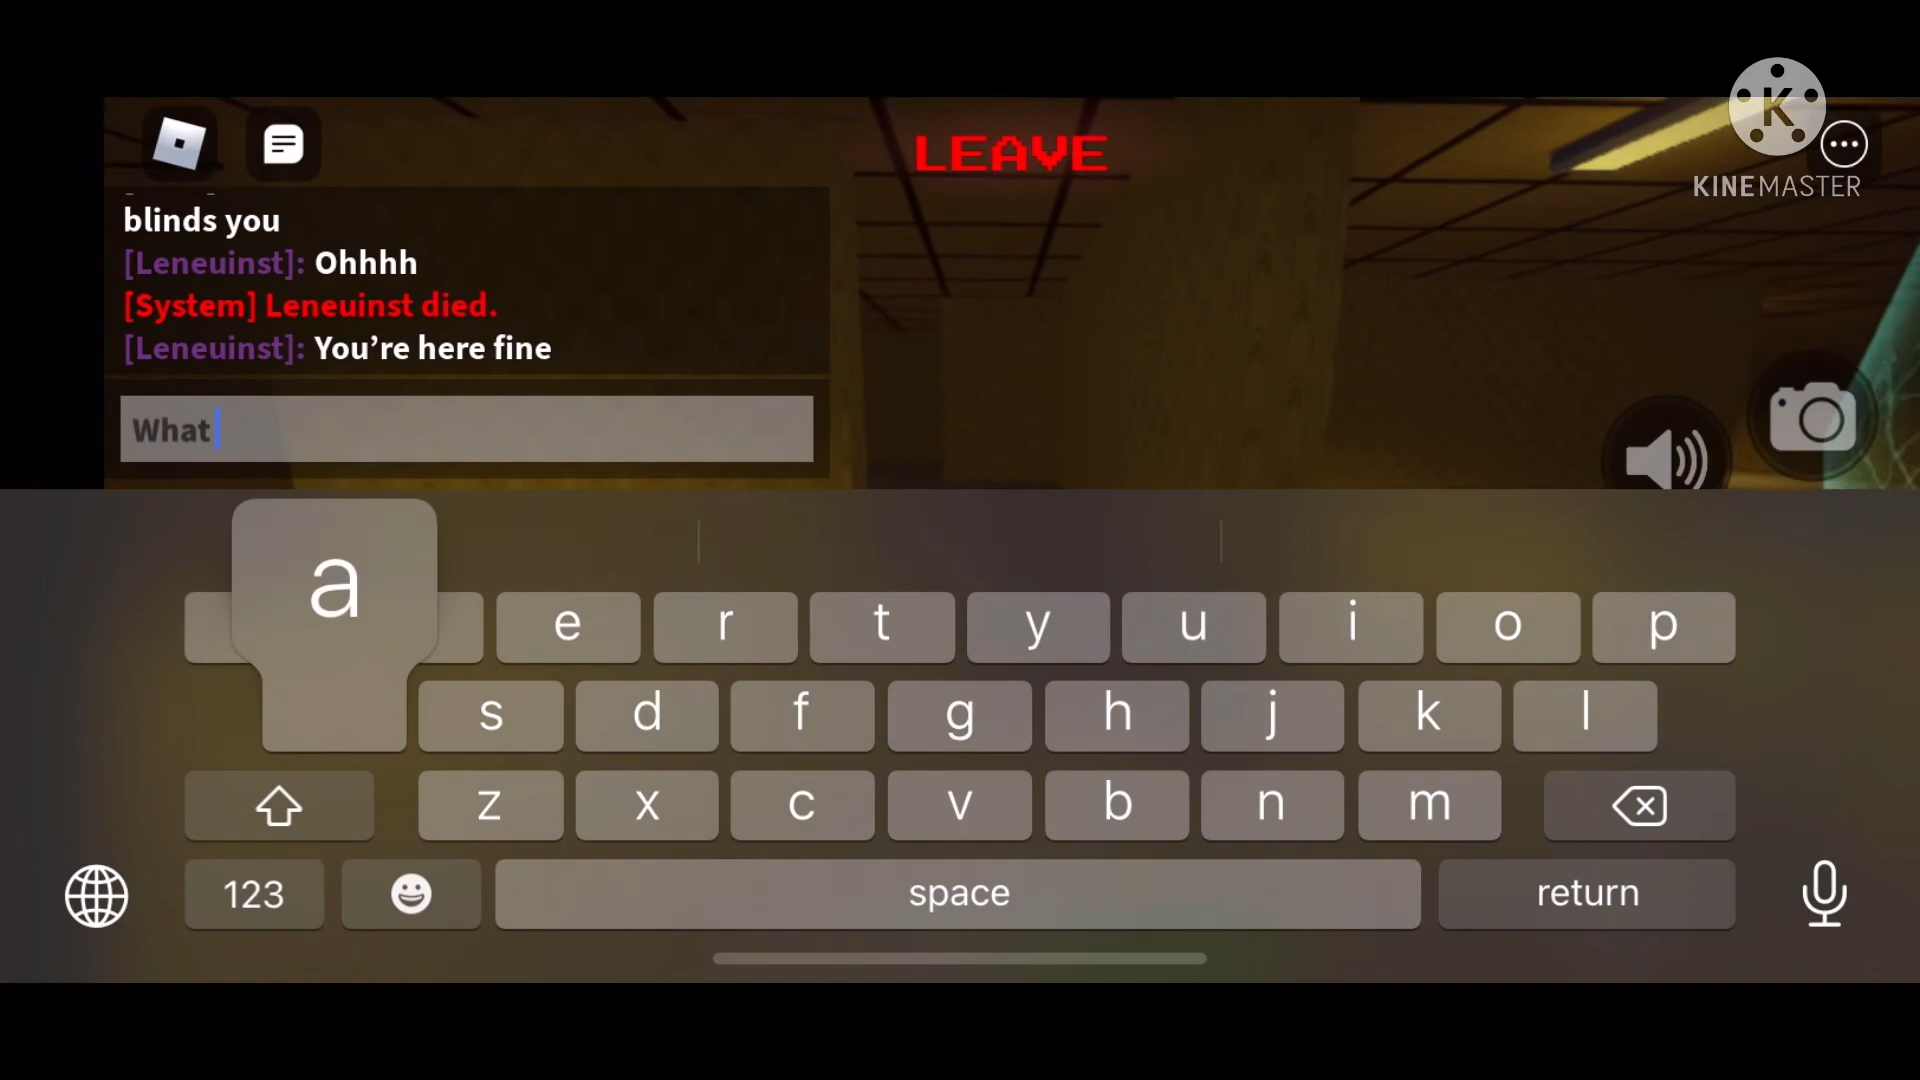 LEAVE
K
KINEMASTER
blinds you
[Leneuinst]: Ohhhh
[System] Leneuinst died.
[Leneuinst]: You’re here fine
What
a
e r t y u i o p
s d f g h j k l
z x c v b n m
123 space return